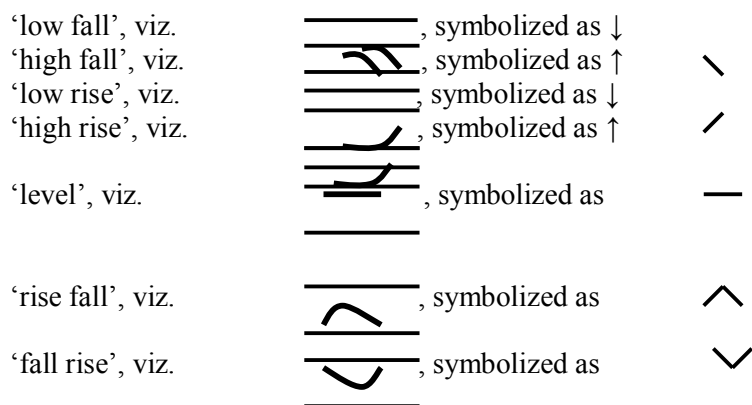 ‘low fall’, viz. , symbolized as ↓
‘high fall’, viz. , symbolized as ↑
‘low rise’, viz. , symbolized as ↓
‘high rise’, viz. , symbolized as ↑
‘level’, viz. , symbolized as
‘rise fall’, viz. , symbolized as
‘fall rise’, viz. , symbolized as